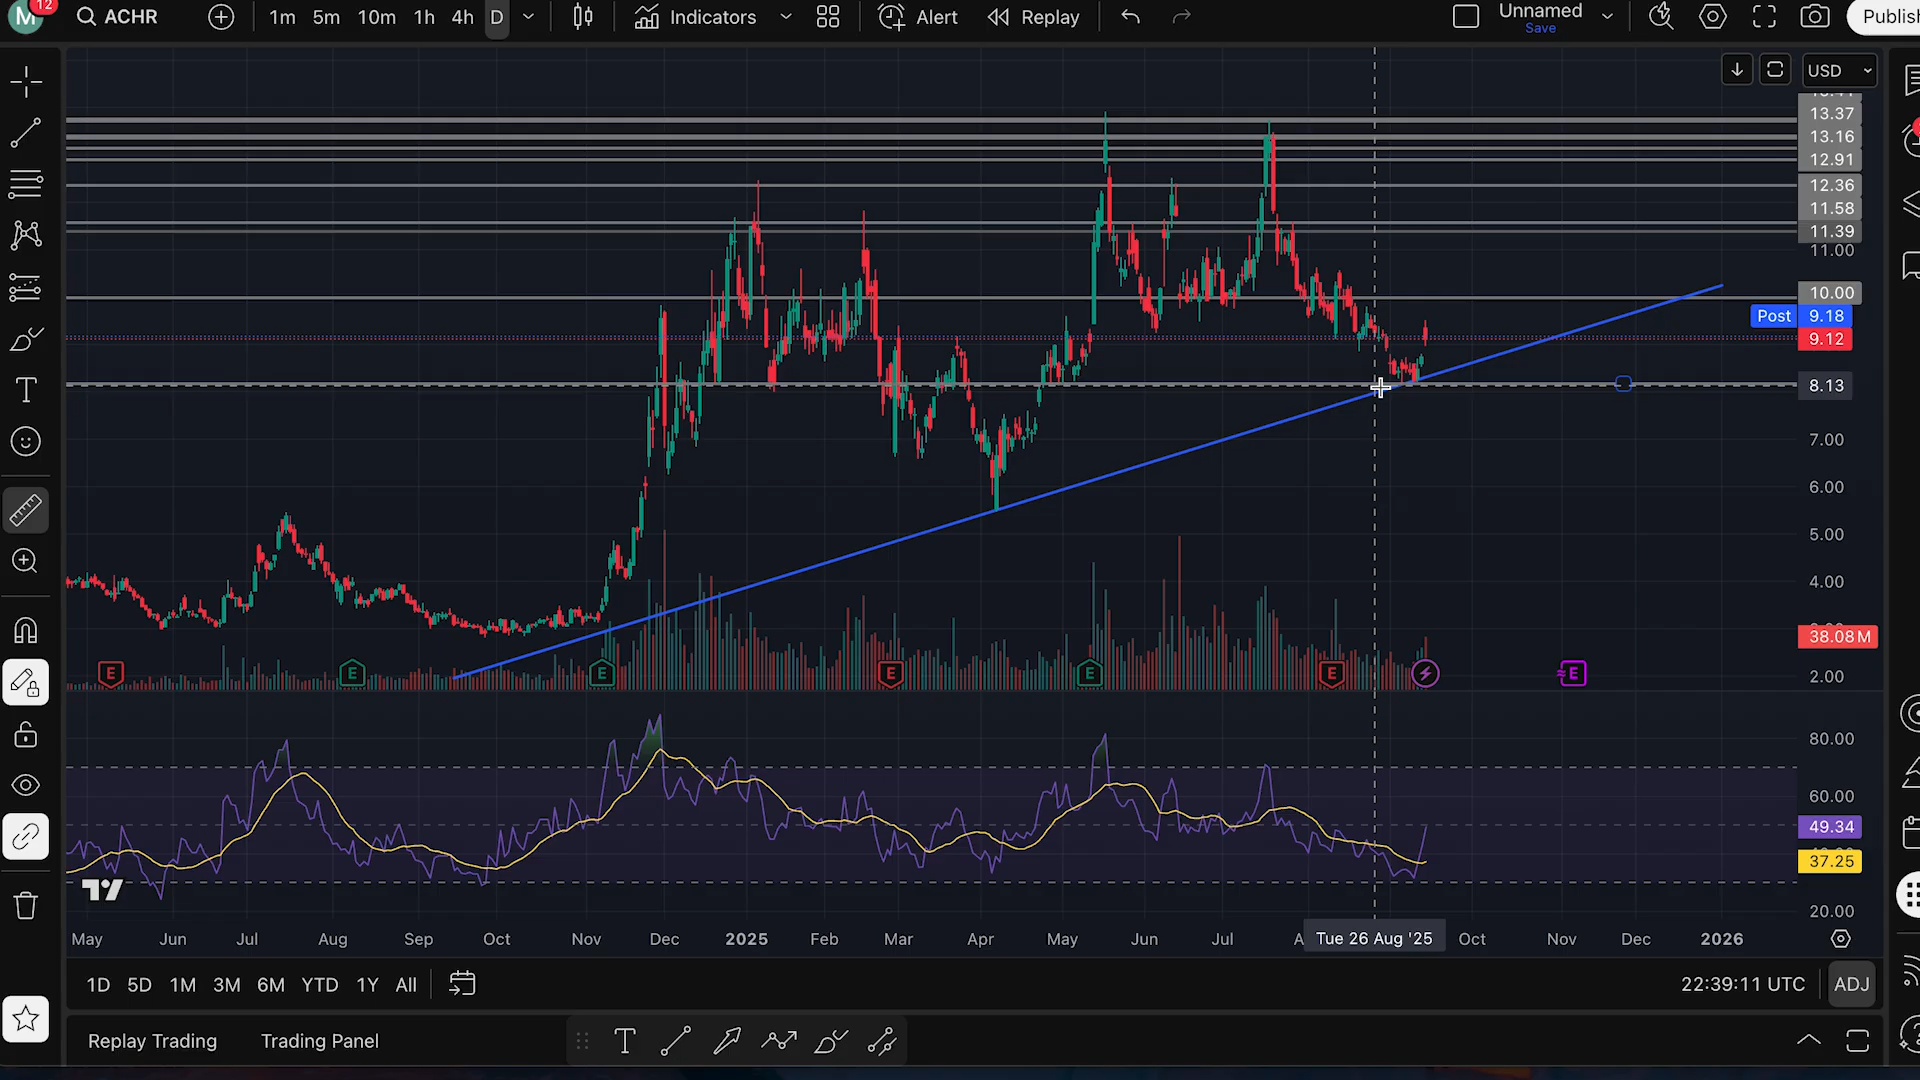 M 12 ACHR 1m 5m 10m 1h 4h D Indicators Alert Replay Unnamed Publish
Save
USD
13.37
13.16
12.91
12.36
11.58
11.39
11.00
10.00
Post 9.18
9.12
8.13
7.00
6.00
5.00
4.00
38.08M
2.00
E E E E E E E
80.00
60.00
49.34
37.25
20.00
May Jun Jul Aug Sep Oct Nov Dec 2025 Feb Mar Apr May Jun Jul A Tue 26 Aug '25 Oct Nov Dec 2026
1D 5D 1M 3M 6M YTD 1Y All 22:39:11 UTC ADJ
Replay Trading Trading Panel T